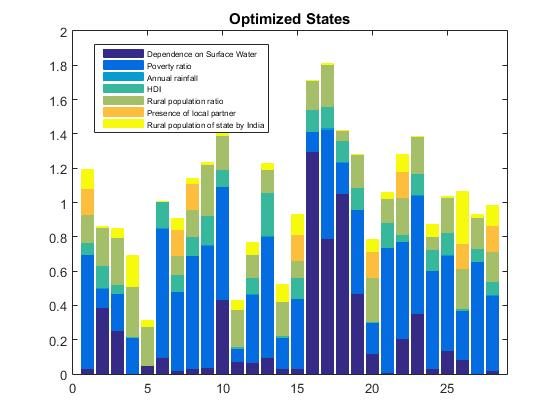 Optimized States
2
1.8
1.6
1.4
1.2
1
0.8
0.6
0.4
0.2
0
Dependence on Surface Water
Poverty ratio
Annual rainfall
HDI
Rural population ratio
Presence of local partner
Rural population of state by India
0 5 10 15 20 25